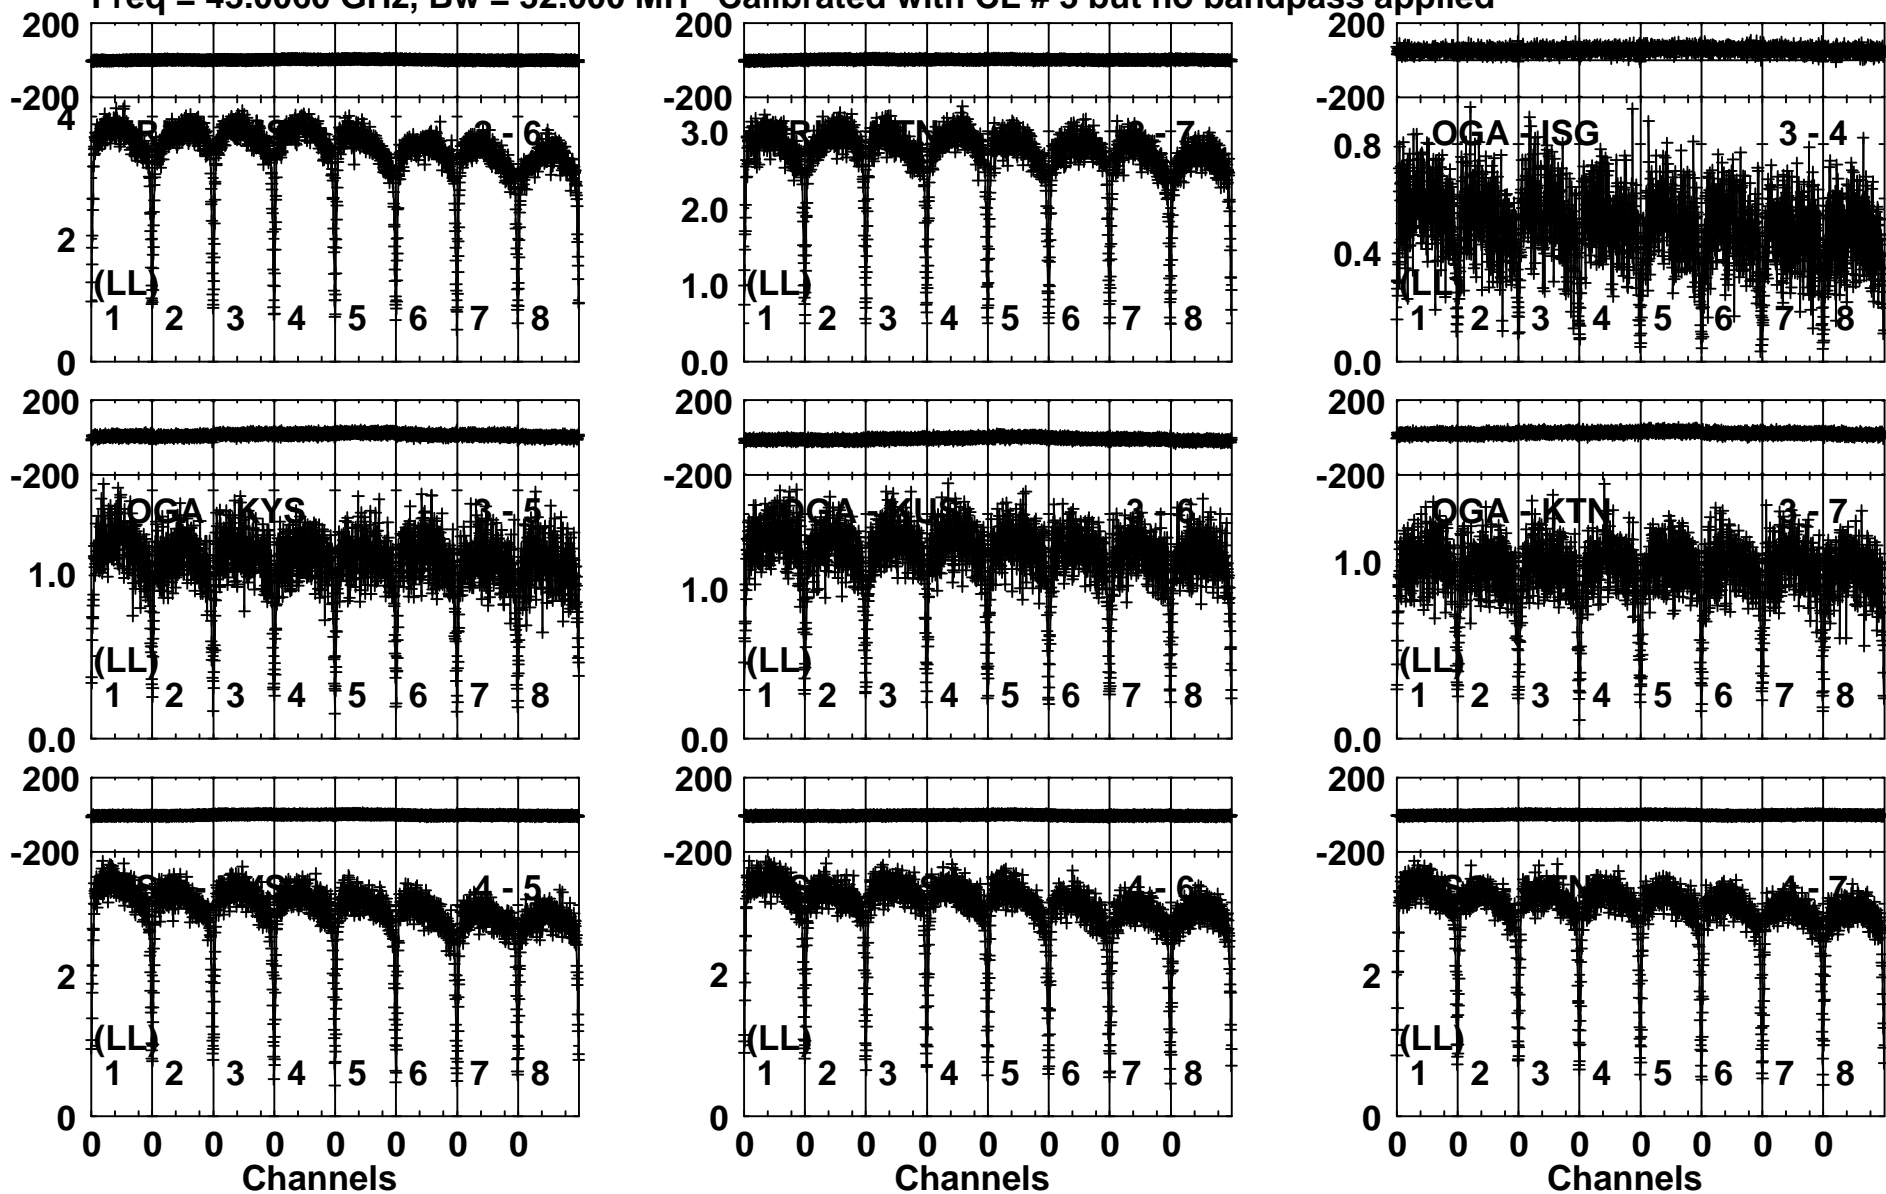 Freq = 43.0060 GHz, Bw = 32.000 MH Calibrated with CL # 3 but no bandpass applied
200 200 200
-200 -200 -200
4 - 6 3.0 - 7 0.8 OGA - ISG 3 - 4
2 2.0 0.4
(LL) 1.0 (LL) (LL)
1 2 3 4 5 6 7 8 1 2 3 4 5 6 7 8 1 2 3 4 5 6 7 8
0 0.0 0.0
200 200 200
-200 -200 -200
OGA - KYS 3 - 5 OGA - KUS 3 - 6 OGA - KTN 3 - 7
1.0 1.0 1.0
(LL) (LL) (LL)
1 2 3 4 5 6 7 8 1 2 3 4 5 6 7 8 1 2 3 4 5 6 7 8
0.0 0.0 0.0
200 200 200
-200 -200 -200
4 - 5 4 - 6 4 - 7
2 2 2
(LL) (LL) (LL)
1 2 3 4 5 6 7 8 1 2 3 4 5 6 7 8 1 2 3 4 5 6 7 8
0 0 0
0 0 0 0 0 0 0 0 0 0 0 0 0 0 0 0 0 0 0 0 0 0 0 0
Channels Channels Channels